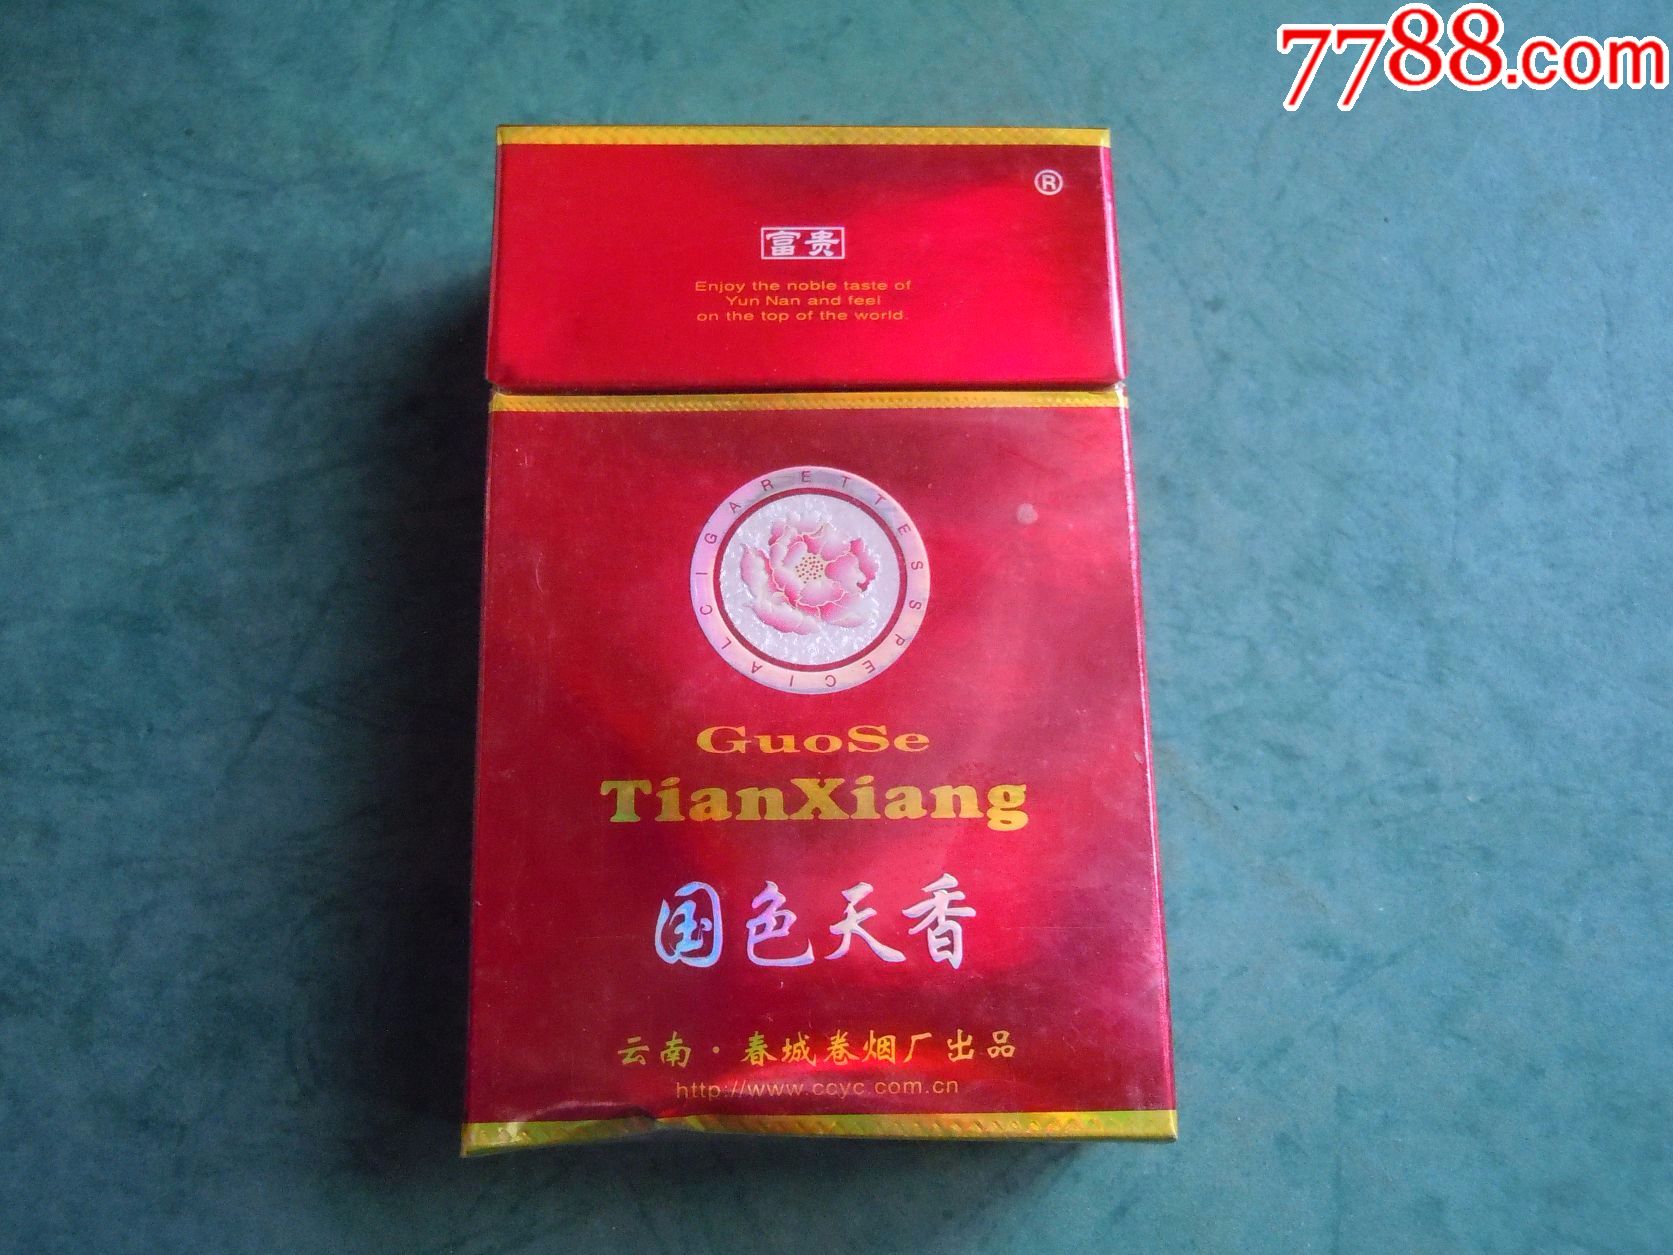 7788.com
®
富贵
Enjoy the noble taste of
Yun Nan and feel
on the top of the world.
CIGARETTES SPECIAL
GuoSe
TianXiang
国色天香
云南·春城卷烟厂出品
http://www.ccyc.com.cn